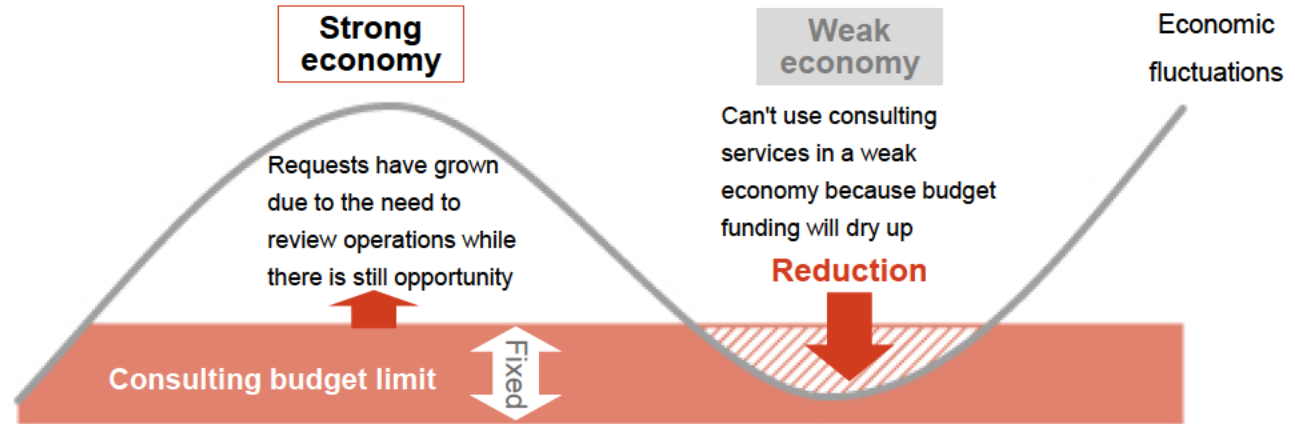 Strong
economy
Weak
economy
Economic
fluctuations
Requests have grown
due to the need to
review operations while
there is still opportunity
Can't use consulting
services in a weak
economy because budget
funding will dry up
Reduction
Consulting budget limit
Fixed